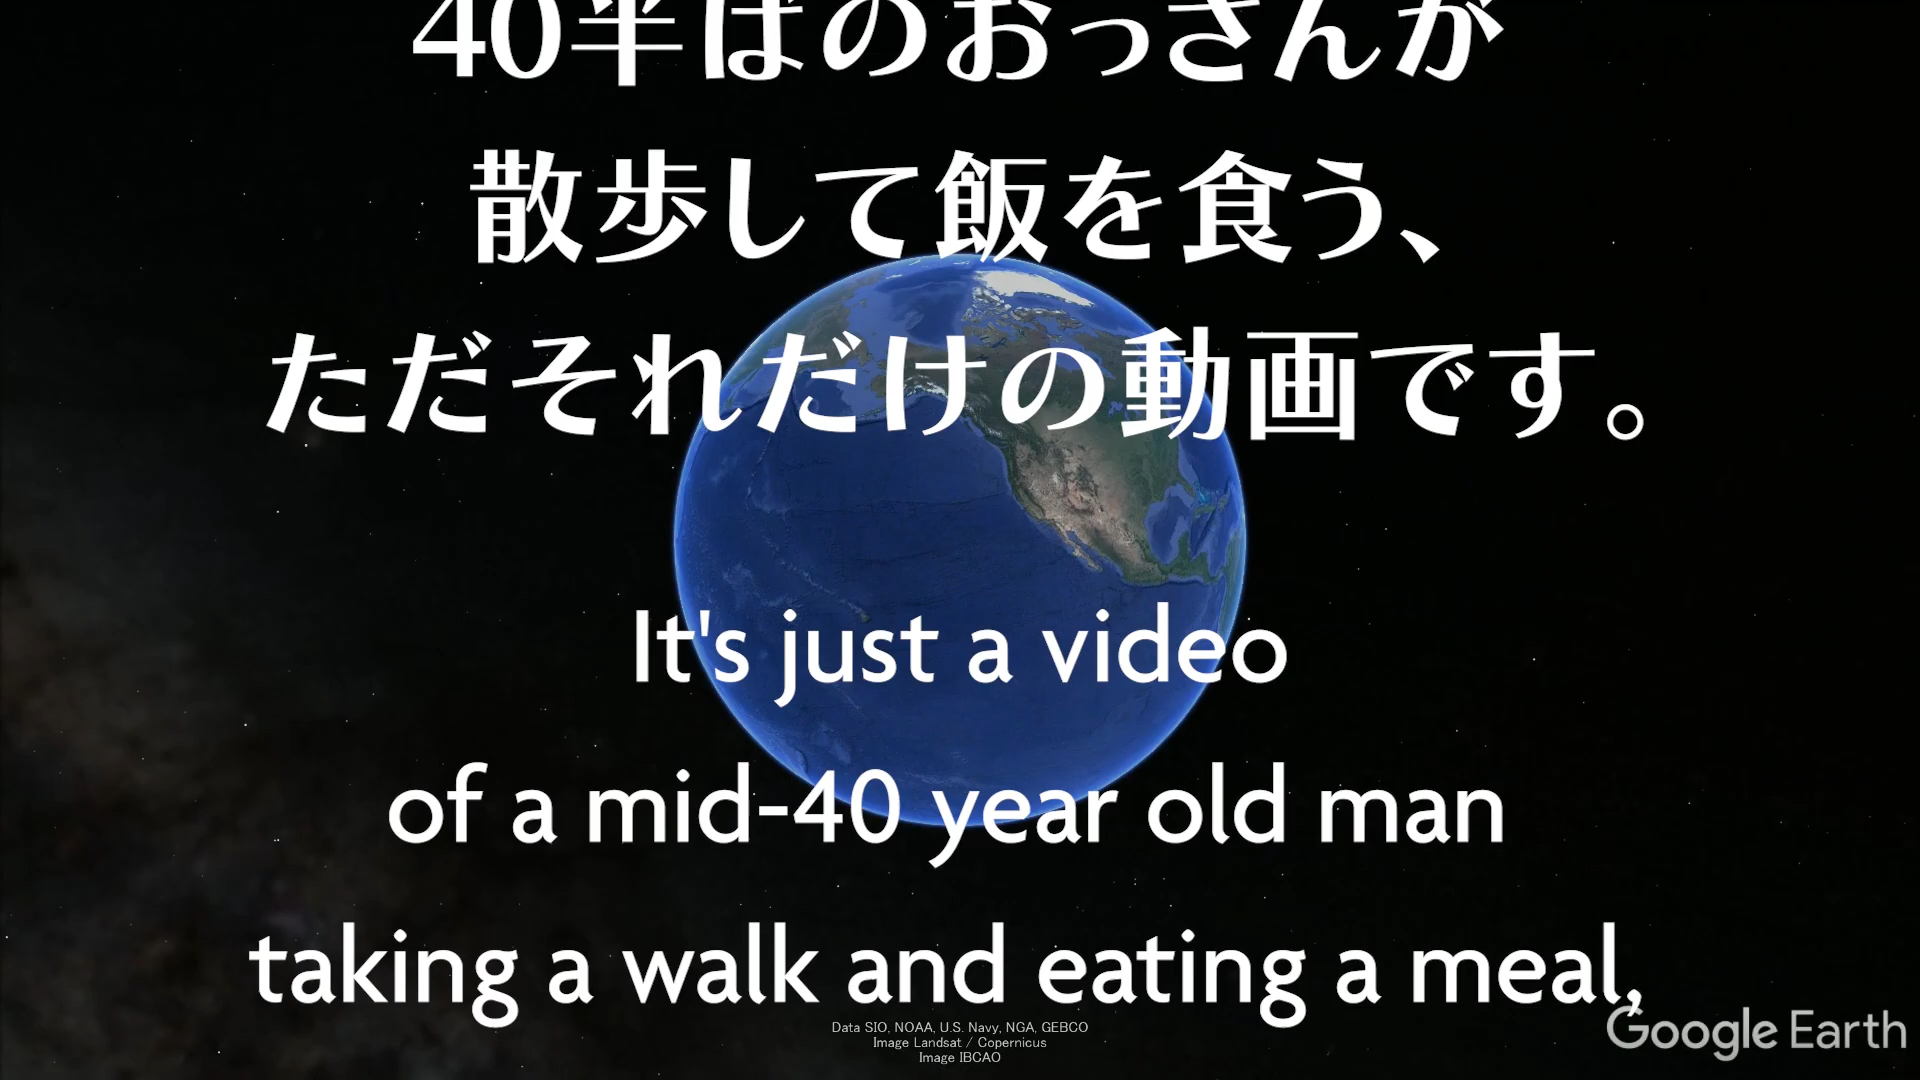 40半ばのおっさんが
散歩して飯を食う、
ただそれだけの動画です。
It's just a video
of a mid-40 year old man
taking a walk and eating a meal,
Data SIO, NOAA, U.S. Navy, NGA, GEBCO
Image Landsat / Copernicus
Image IBCAO
Google Earth